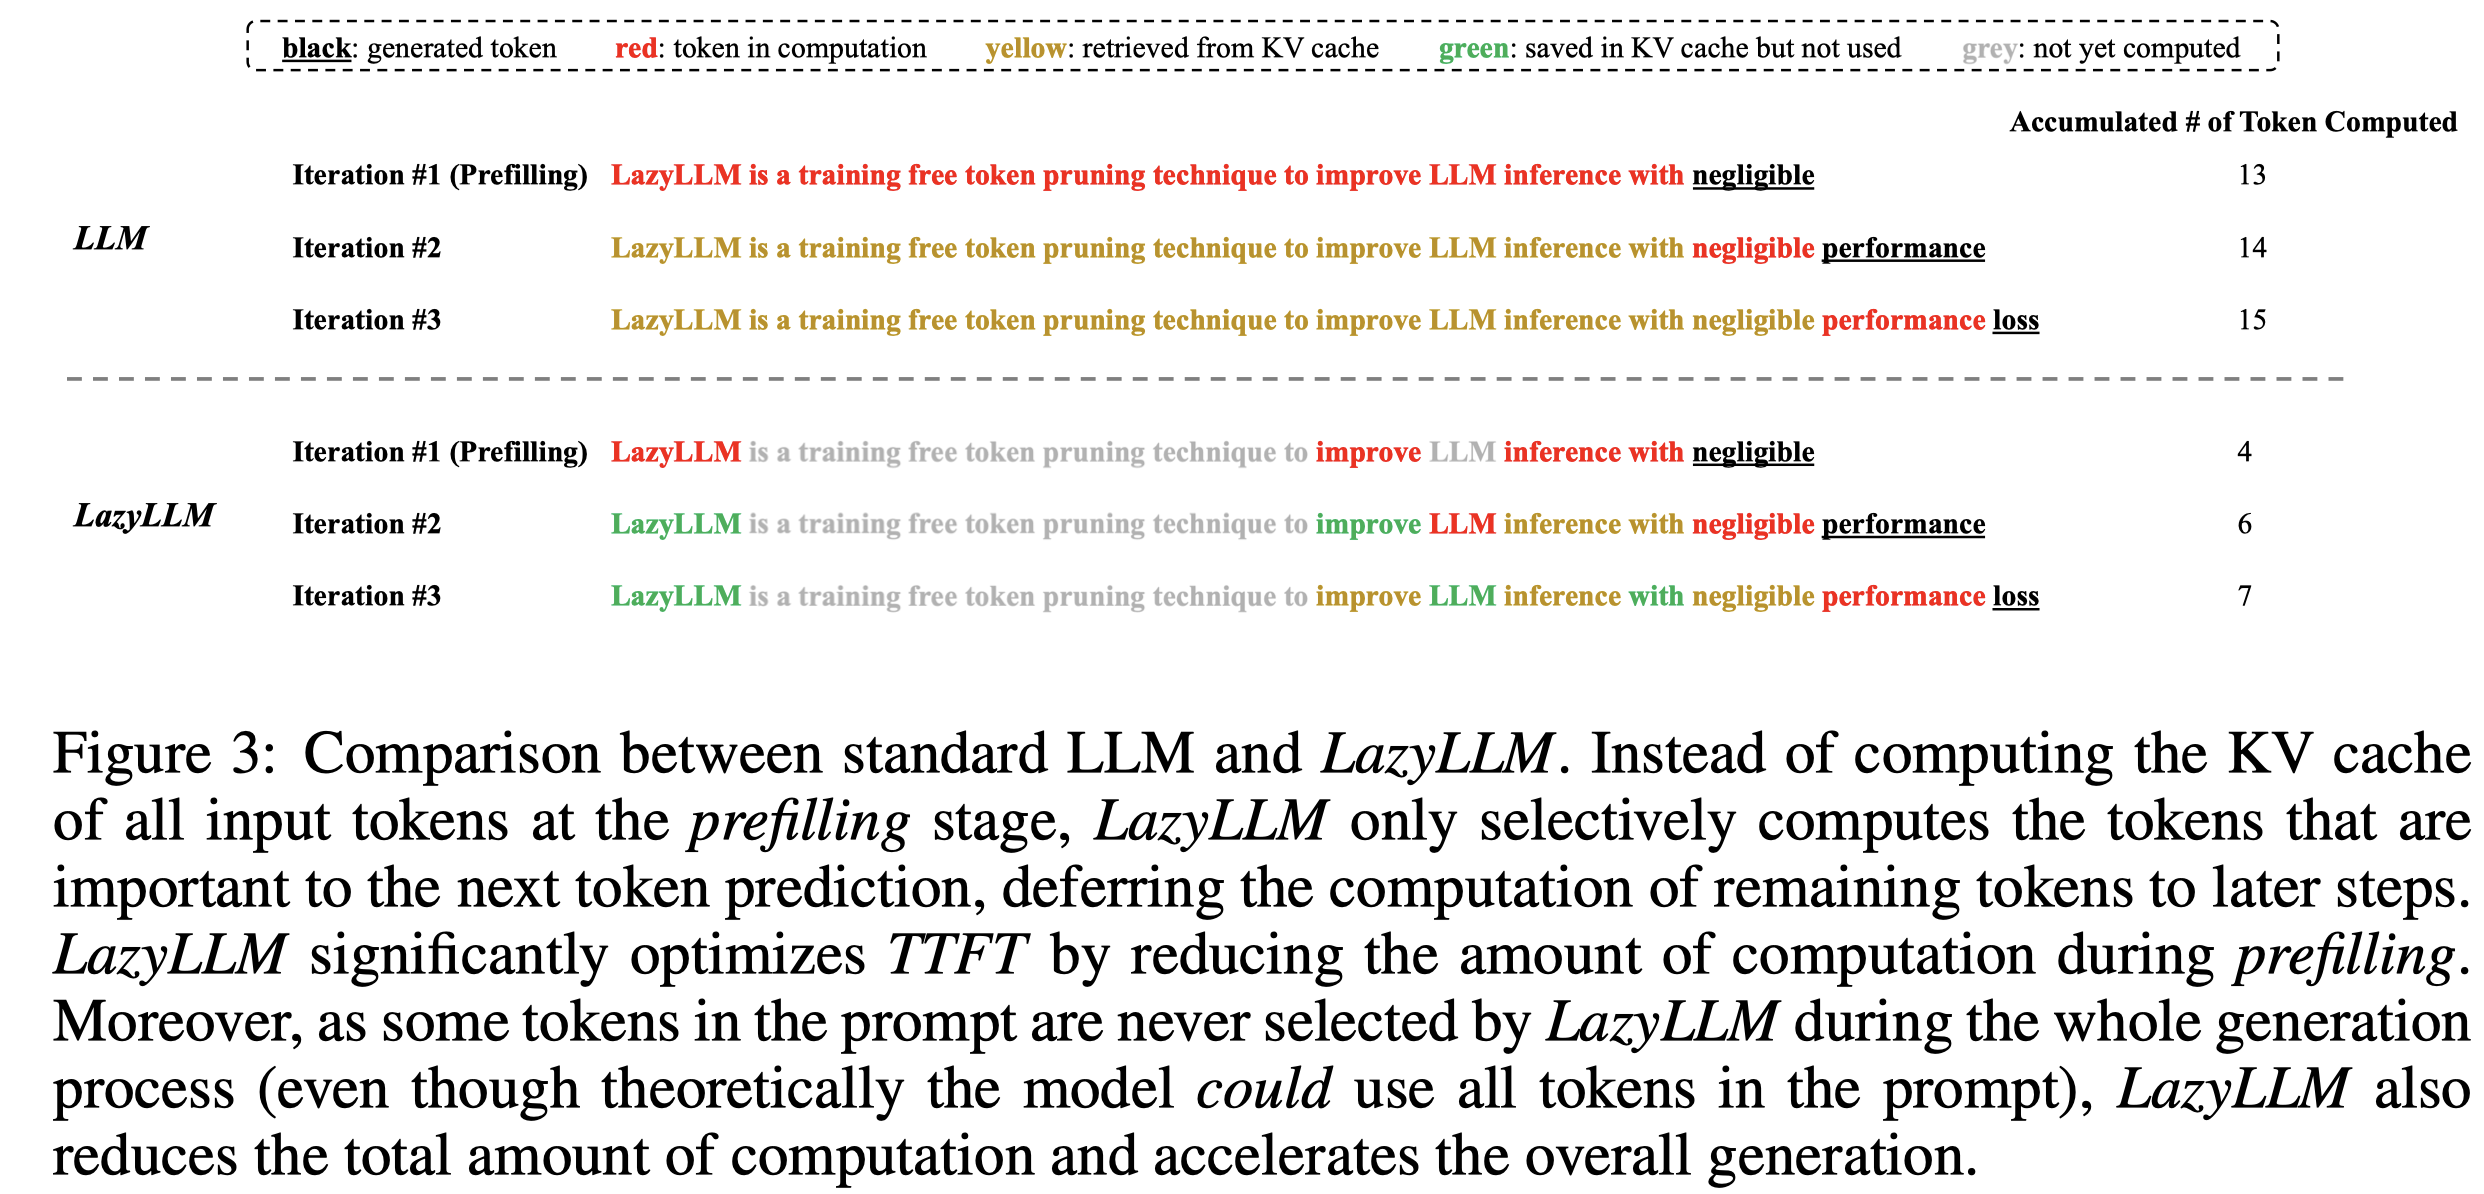 black: generated token red: token in computation yellow: retrieved from KV cache green: saved in KV cache but not used grey: not yet computed
Accumulated # of Token Computed
Iteration #1 (Prefilling) LazyLLM is a training free token pruning technique to improve LLM inference with negligible 13
LLM
Iteration #2 LazyLLM is a training free token pruning technique to improve LLM inference with negligible performance 14
Iteration #3 LazyLLM is a training free token pruning technique to improve LLM inference with negligible performance loss 15
Iteration #1 (Prefilling) LazyLLM is a training free token pruning technique to improve LLM inference with negligible 4
LazyLLM
Iteration #2 LazyLLM is a training free token pruning technique to improve LLM inference with negligible performance 6
Iteration #3 LazyLLM is a training free token pruning technique to improve LLM inference with negligible performance loss 7
Figure 3: Comparison between standard LLM and LazyLLM. Instead of computing the KV cache
of all input tokens at the prefilling stage, LazyLLM only selectively computes the tokens that are
important to the next token prediction, deferring the computation of remaining tokens to later steps.
LazyLLM significantly optimizes TTFT by reducing the amount of computation during prefilling.
Moreover, as some tokens in the prompt are never selected by LazyLLM during the whole generation
process (even though theoretically the model could use all tokens in the prompt), LazyLLM also
reduces the total amount of computation and accelerates the overall generation.